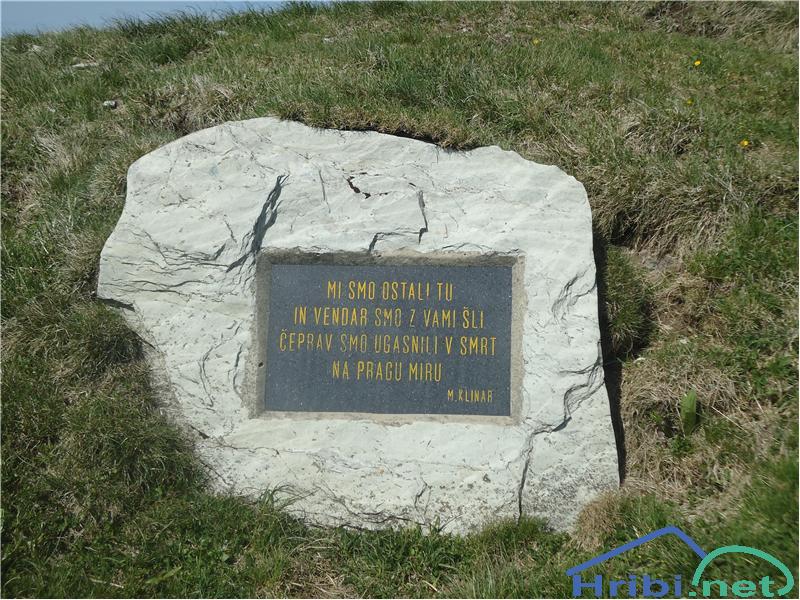 MI SMO OSTALI TU
IN VENDAR SMO Z VAMI ŠLI
ČEPRAV SMO UGASNILI V SMRT
NA PRAGU MIRU
M. KLINAR
Hribi.net